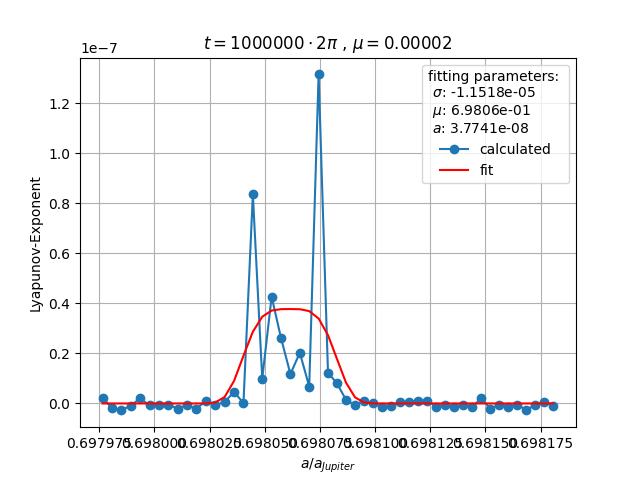 t = 1000000 · 2π , μ = 0.00002
1e−7
fitting parameters:
σ: -1.1518e-05
μ: 6.9806e-01
a: 3.7741e-08
calculated
fit
1.2
1.0
0.8
0.6
0.4
0.2
0.0
Lyapunov-Exponent
0.697975 0.698000 0.698025 0.698050 0.698075 0.698100 0.698125 0.698150 0.698175
a/a_Jupiter